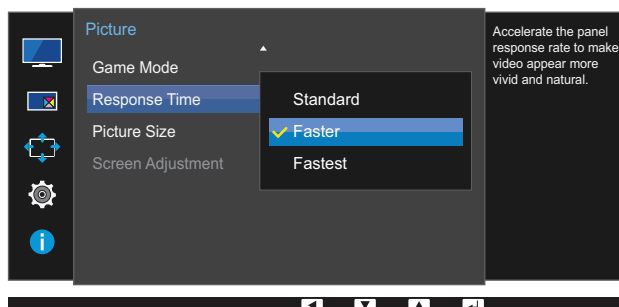 Picture
Game Mode
Response Time
Picture Size
Screen Adjustment
Standard
Faster
Fastest
Accelerate the panel
response rate to make
video appear more
vivid and natural.